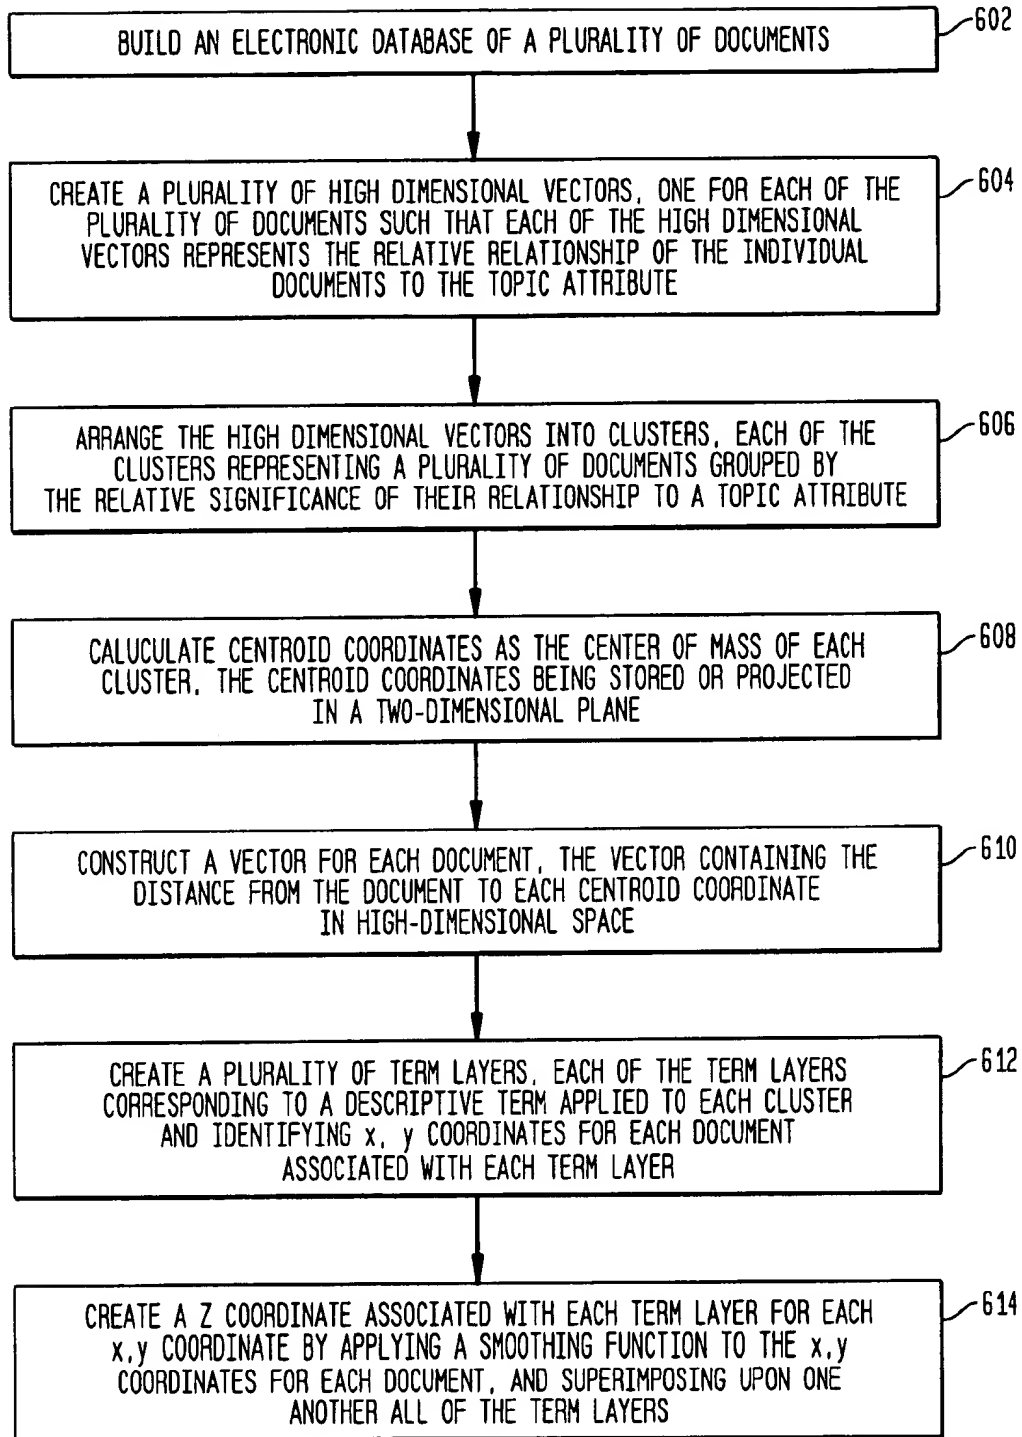 BUILD AN ELECTRONIC DATABASE OF A PLURALITY OF DOCUMENTS
602
CREATE A PLURALITY OF HIGH DIMENSIONAL VECTORS, ONE FOR EACH OF THE
PLURALITY OF DOCUMENTS SUCH THAT EACH OF THE HIGH DIMENSIONAL
VECTORS REPRESENTS THE RELATIVE RELATIONSHIP OF THE INDIVIDUAL
DOCUMENTS TO THE TOPIC ATTRIBUTE
604
ARRANGE THE HIGH DIMENSIONAL VECTORS INTO CLUSTERS, EACH OF THE
CLUSTERS REPRESENTING A PLURALITY OF DOCUMENTS GROUPED BY
THE RELATIVE SIGNIFICANCE OF THEIR RELATIONSHIP TO A TOPIC ATTRIBUTE
606
CALUCULATE CENTROID COORDINATES AS THE CENTER OF MASS OF EACH
CLUSTER, THE CENTROID COORDINATES BEING STORED OR PROJECTED
IN A TWO-DIMENSIONAL PLANE
608
CONSTRUCT A VECTOR FOR EACH DOCUMENT, THE VECTOR CONTAINING THE
DISTANCE FROM THE DOCUMENT TO EACH CENTROID COORDINATE
IN HIGH-DIMENSIONAL SPACE
610
CREATE A PLURALITY OF TERM LAYERS, EACH OF THE TERM LAYERS
CORRESPONDING TO A DESCRIPTIVE TERM APPLIED TO EACH CLUSTER
AND IDENTIFYING x, y COORDINATES FOR EACH DOCUMENT
ASSOCIATED WITH EACH TERM LAYER
612
CREATE A Z COORDINATE ASSOCIATED WITH EACH TERM LAYER FOR EACH
x,y COORDINATE BY APPLYING A SMOOTHING FUNCTION TO THE x,y
COORDINATES FOR EACH DOCUMENT, AND SUPERIMPOSING UPON ONE
ANOTHER ALL OF THE TERM LAYERS
614